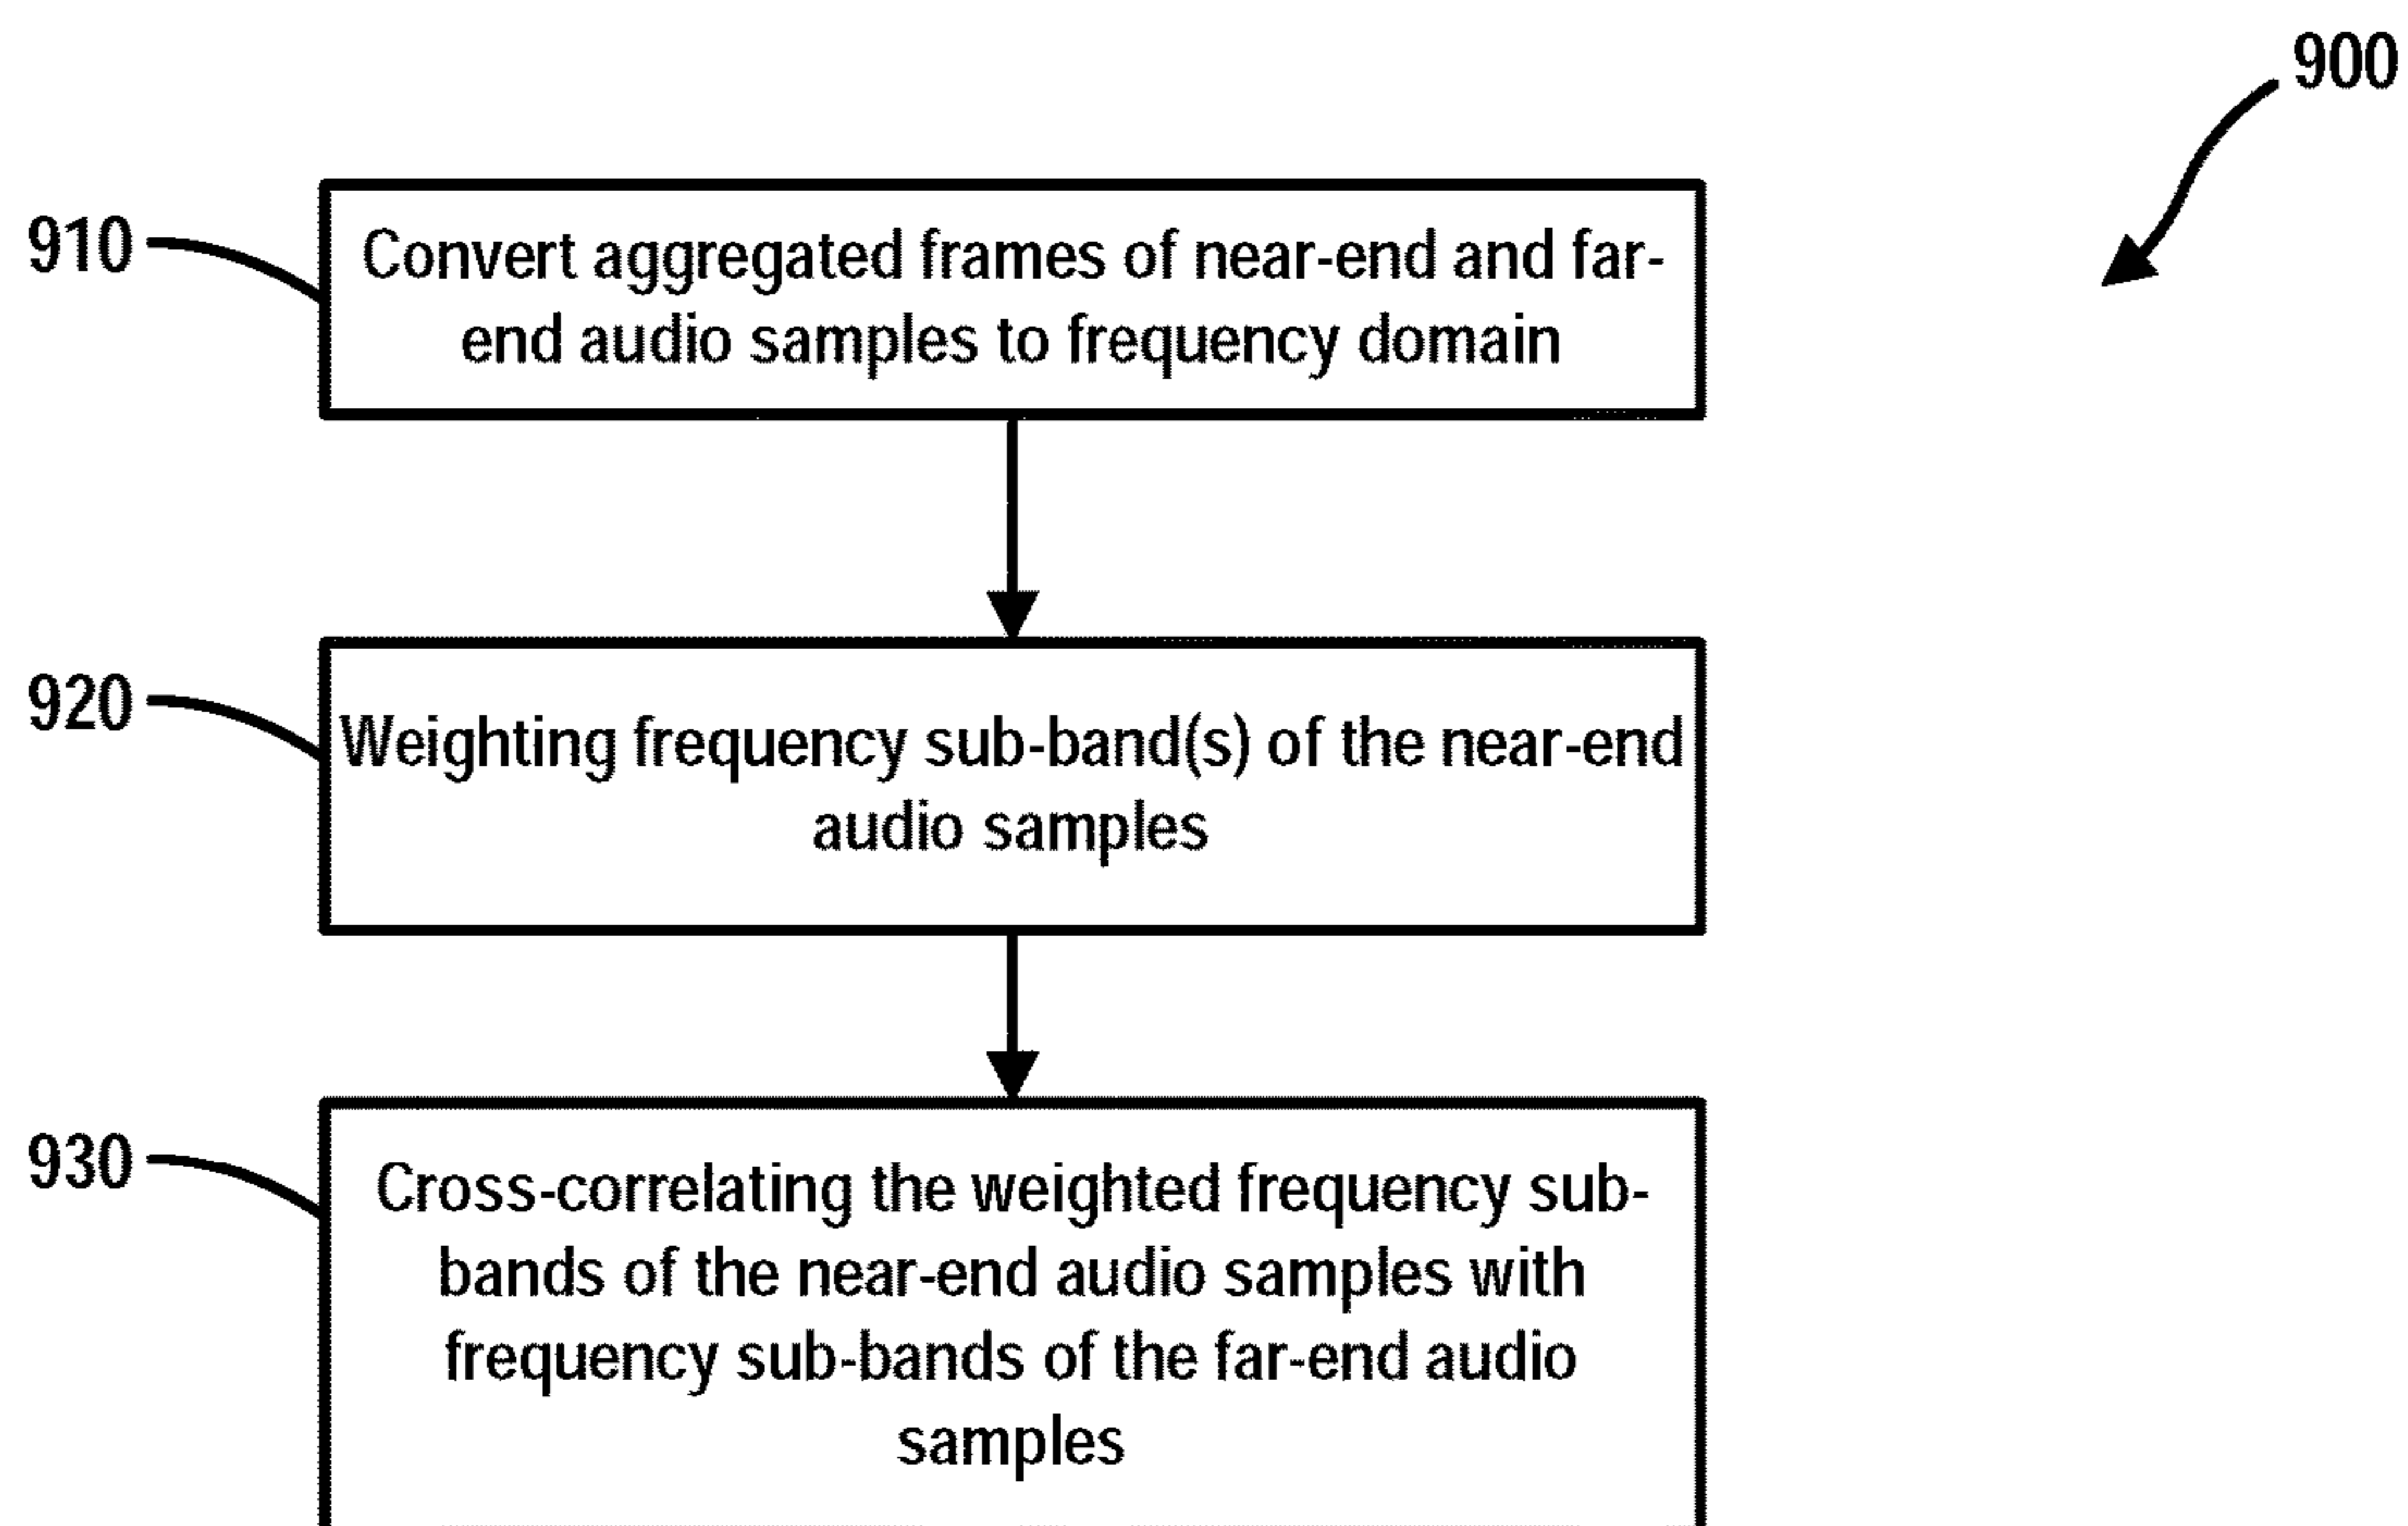 900
910
Convert aggregated frames of near-end and far-
end audio samples to frequency domain
920
Weighting frequency sub-band(s) of the near-end
audio samples
930
Cross-correlating the weighted frequency sub-
bands of the near-end audio samples with
frequency sub-bands of the far-end audio
samples